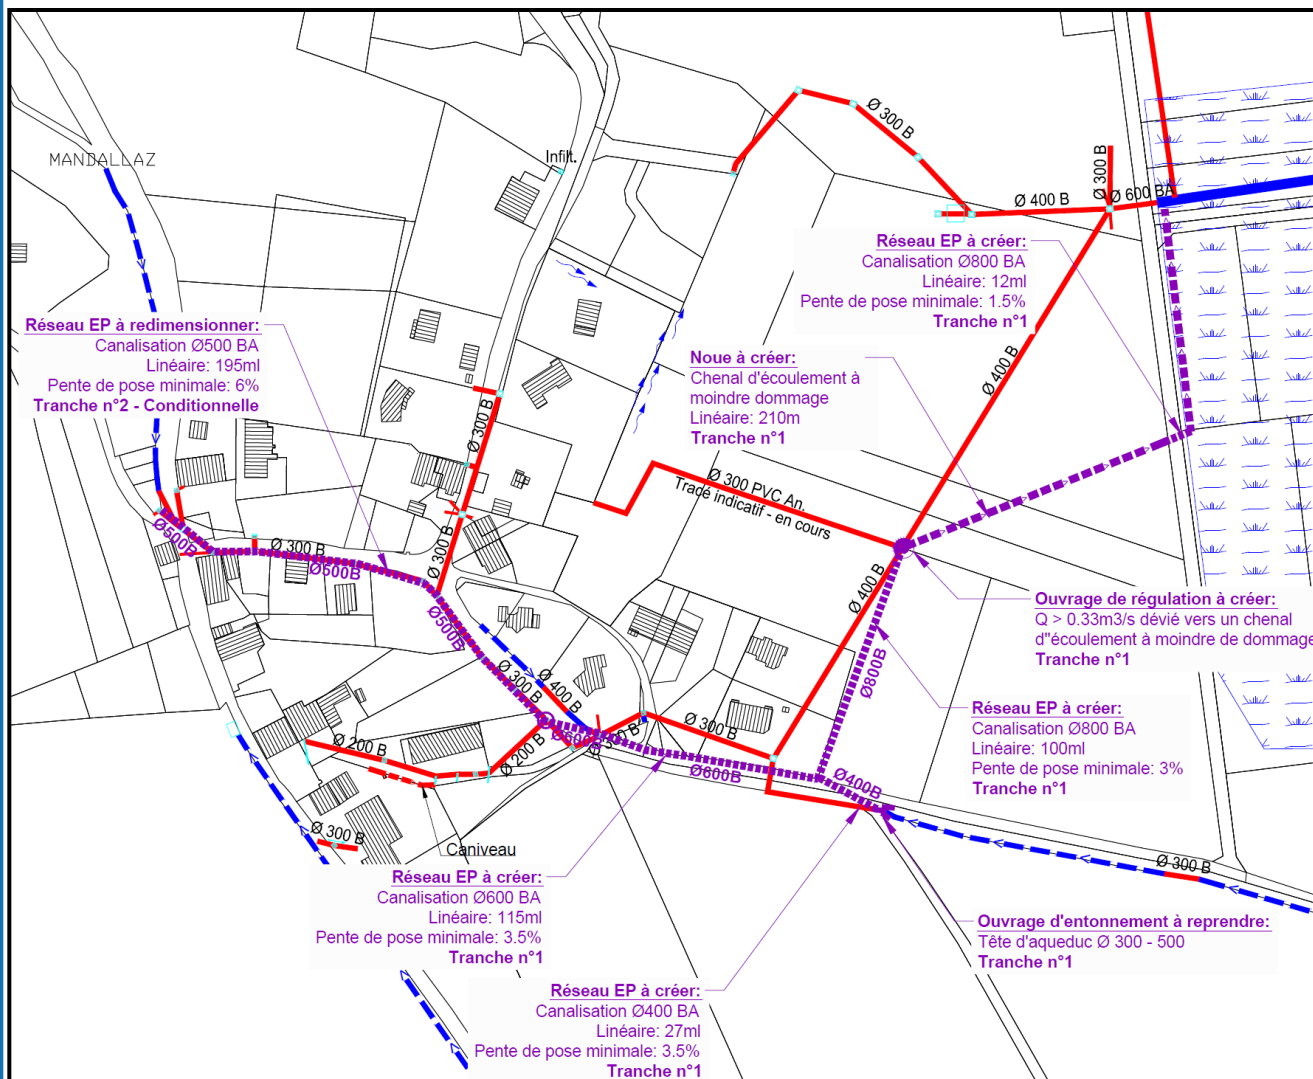 MANDALLAZ
Infilt.
Ø 300 B
Ø 300 B
Ø 400 B
Ø 600 BA
Réseau EP à créer:
Canalisation Ø800 BA
Linéaire: 12ml
Pente de pose minimale: 1.5%
Tranche n°1
Réseau EP à redimensionner:
Canalisation Ø500 BA
Linéaire: 195ml
Pente de pose minimale: 6%
Tranche n°2 - Conditionnelle
Noue à créer:
Chenal d'écoulement à
moindre dommage
Linéaire: 210m
Tranche n°1
Ø 400 B
Ø 300 B
Ø 300 PVC An.
Tracé indicatif - en cours
Ø500B
Ø 300 B
Ø500B
Ø 300 B
Ø 400 B
Ø500B
Ouvrage de régulation à créer:
Q > 0.33m3/s dévié vers un chenal
d"écoulement à moindre de dommage
Tranche n°1
Ø800B
Ø 300 B
Ø 400 B
Ø600B
Ø 300 B
Ø 300 B
Ø 200 B
Ø 200 B
Ø600B
Ø400B
Réseau EP à créer:
Canalisation Ø800 BA
Linéaire: 100ml
Pente de pose minimale: 3%
Tranche n°1
Ø 300 B
Caniveau
Ø 300 B
Réseau EP à créer:
Canalisation Ø600 BA
Linéaire: 115ml
Pente de pose minimale: 3.5%
Tranche n°1
Ouvrage d'entonnement à reprendre:
Tête d'aqueduc Ø 300 - 500
Tranche n°1
Réseau EP à créer:
Canalisation Ø400 BA
Linéaire: 27ml
Pente de pose minimale: 3.5%
Tranche n°1